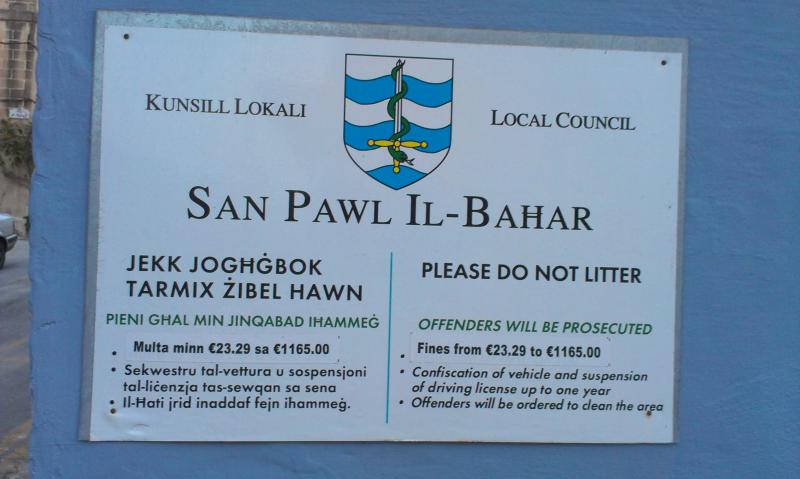 KUNSILL LOKALI
LOCAL COUNCIL
SAN PAWL IL-BAĦAR
JEKK JOGĦĠBOK
TARMIX ŻIBEL HAWN
PIENI GHAL MIN JINQABAD IĦAMMEĠ
• Multa minn €23.29 sa €1165.00
• Sekwestru tal-vettura u sospensjoni
tal-liċenzja tas-sewqan sa sena
• Il-Ħati jrid inaddaf fejn iħammeġ.
PLEASE DO NOT LITTER
OFFENDERS WILL BE PROSECUTED
• Fines from €23.29 to €1165.00
• Confiscation of vehicle and suspension
of driving license up to one year
• Offenders will be ordered to clean the area